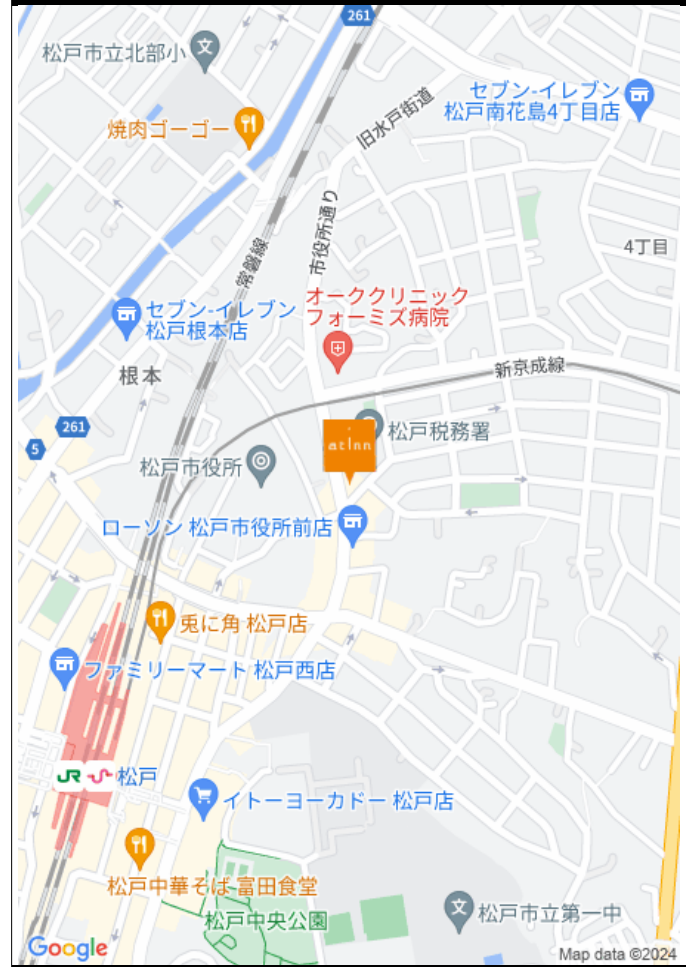 261
松戸市立北部小
セブン-イレブン
松戸南花島4丁目店
焼肉ゴーゴー
旧水戸街道
市役所通り
4丁目
常磐線
オーククリニック
フォーミズ病院
セブン-イレブン
松戸根本店
新京成線
根本
261
5
atinn
松戸税務署
松戸市役所
ローソン 松戸市役所前店
兎に角 松戸店
ファミリーマート 松戸西店
JR 松戸
イトーヨーカドー 松戸店
松戸中華そば 富田食堂
松戸中央公園
松戸市立第一中
Google
Map data ©2024